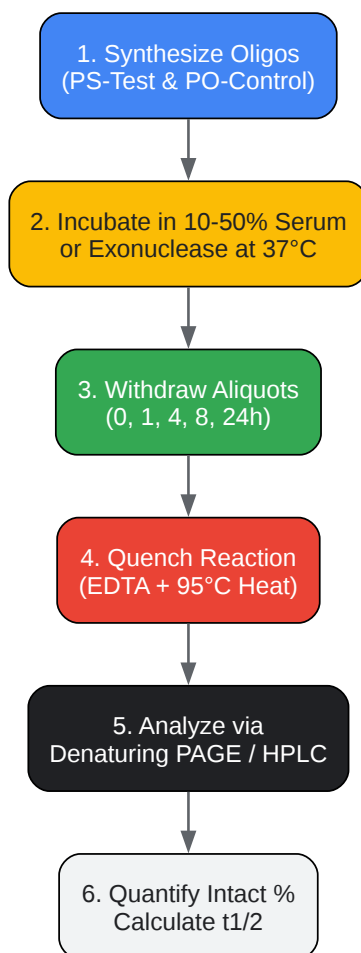 1. Synthesize Oligos
(PS-Test & PO-Control)
2. Incubate in 10-50% Serum
or Exonuclease at 37°C
3. Withdraw Aliquots
(0, 1, 4, 8, 24h)
4. Quench Reaction
(EDTA + 95°C Heat)
5. Analyze via
Denaturing PAGE / HPLC
6. Quantify Intact %
Calculate t1/2